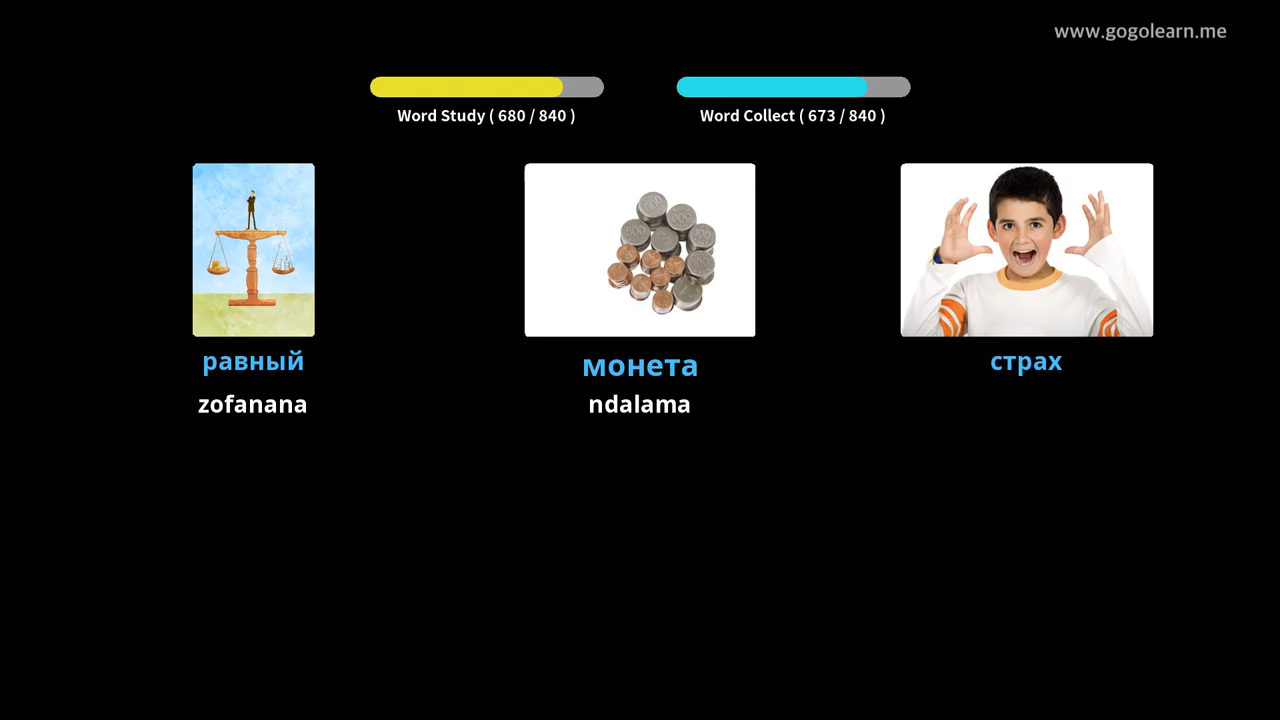 www.gogolearn.me
Word Study ( 680 / 840 )
Word Collect ( 673 / 840 )
равный
монета
страх
zofanana
ndalama